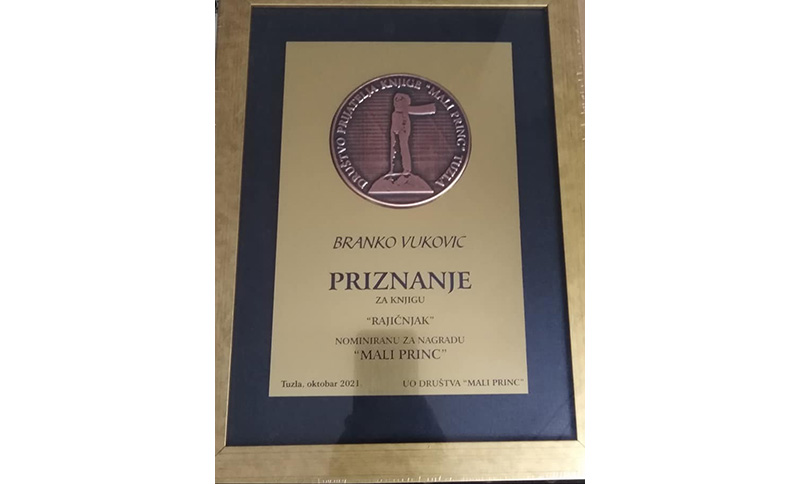 DRUŠTVO PRIJATELJA KNJIGE "MALI PRINC" TUZLA
BRANKO VUKOVIC
PRIZNANJE
ZA KNJIGU
"RAJIČNJAK"
NOMINIRANU ZA NAGRADU
"MALI PRINC"
Tuzla, oktobar 2021. UO DRUŠTVA "MALI PRINC"